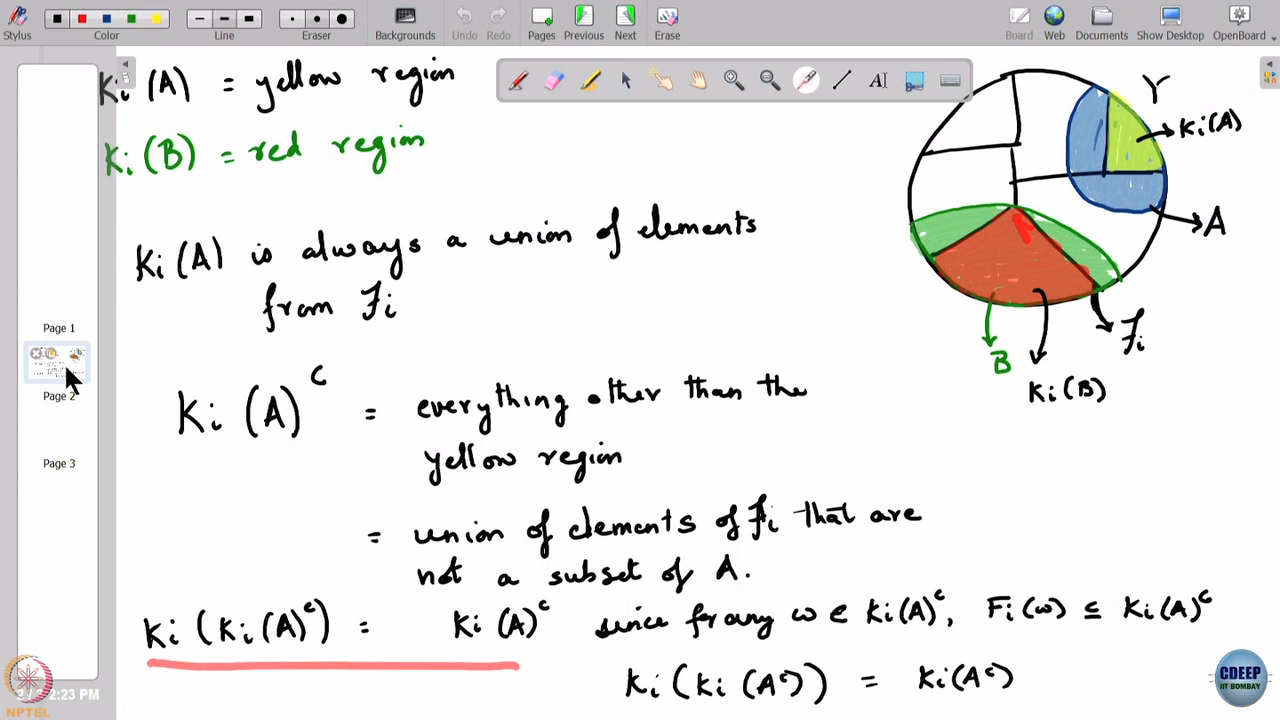 Stylus
Color
Line
Eraser
Backgrounds
Undo
Redo
Pages
Previous
Next
Erase
Board
Web
Documents
Show Desktop
OpenBoard
Ki (A) = yellow region
Ki (B) = red region
Y
Ki(A)
A
Ki (A) is always a union of elements
from Fi
B
Fi
Ki (B)
Page 1
Page 2
Page 3
Ki (A)^c = everything other than the
yellow region
= union of elements of Fi that are
not a subset of A.
Ki (Ki (A)^c) = Ki (A)^c since for any ω ∈ Ki(A)^c, Fi(ω) ⊆ Ki(A)^c
Ki (Ki (A^c)) = Ki(A^c)
2:23 PM
NPTEL
CDEEP
IIT BOMBAY